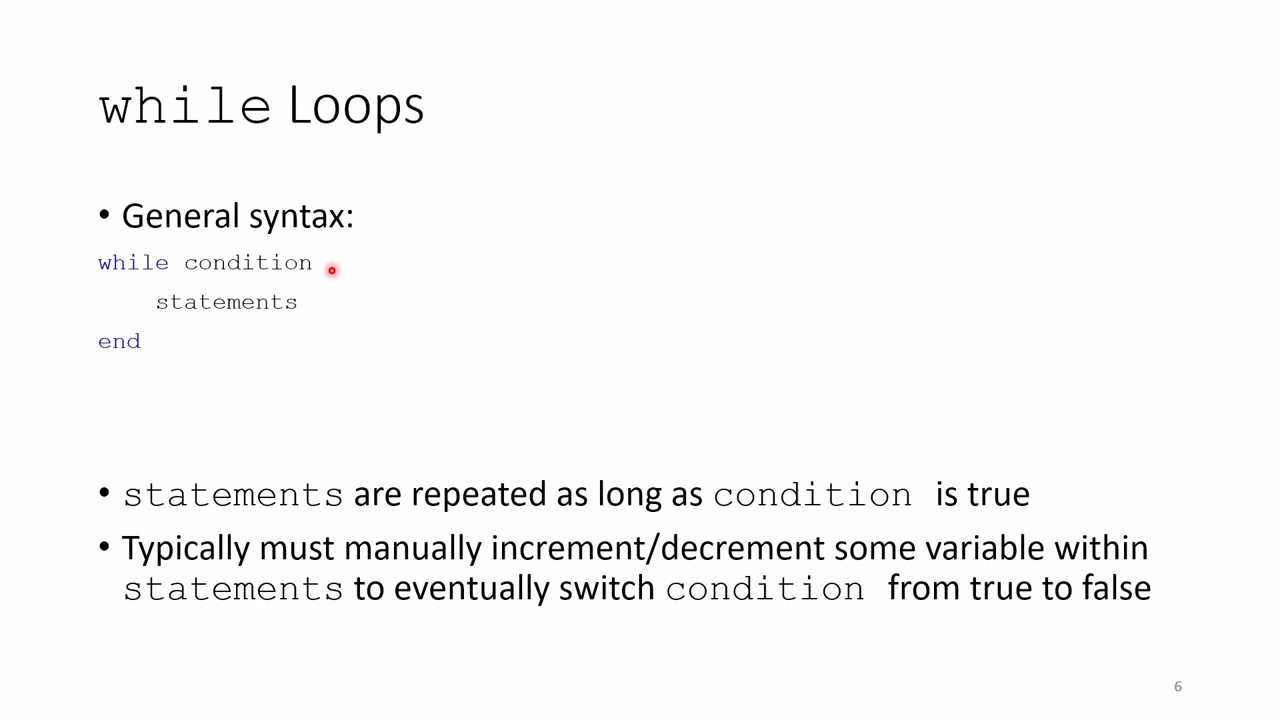 while Loops
• General syntax:
while condition
statements
end
• statements are repeated as long as condition is true
• Typically must manually increment/decrement some variable within
statements to eventually switch condition from true to false
6